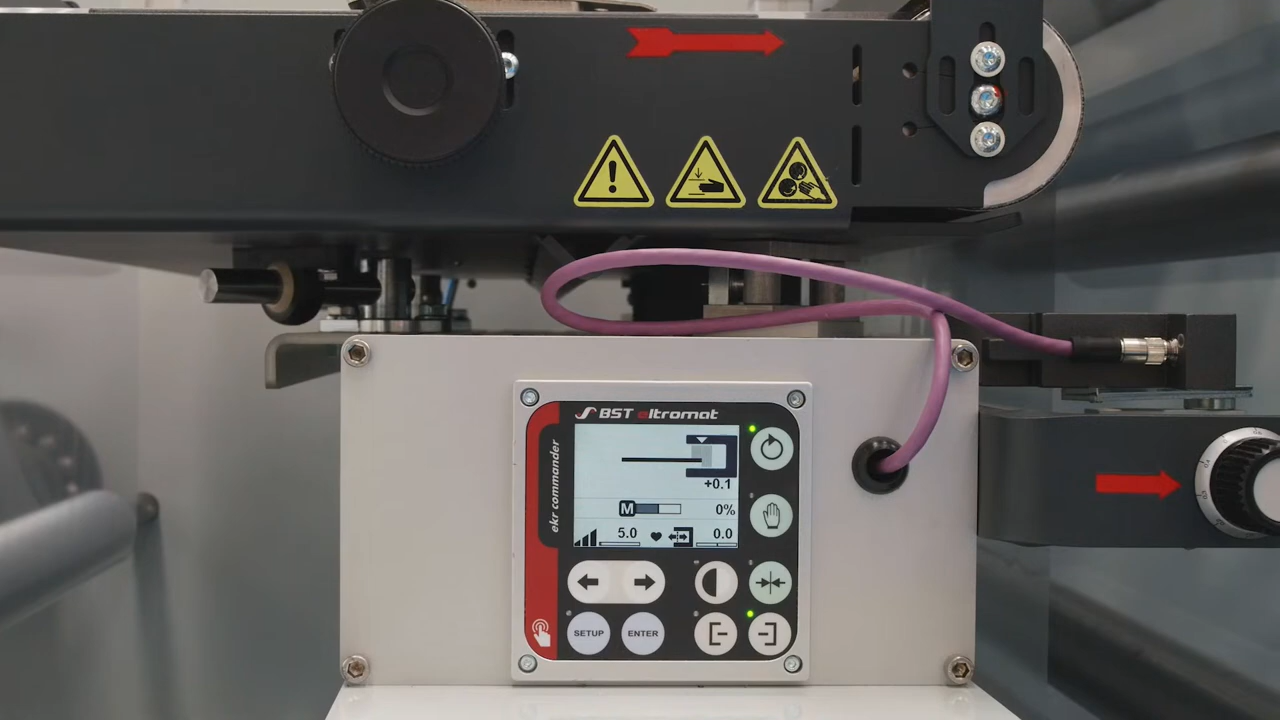 BST eltromat
ekr commander
+0.1
M 0%
5.0 0.0
SETUP ENTER